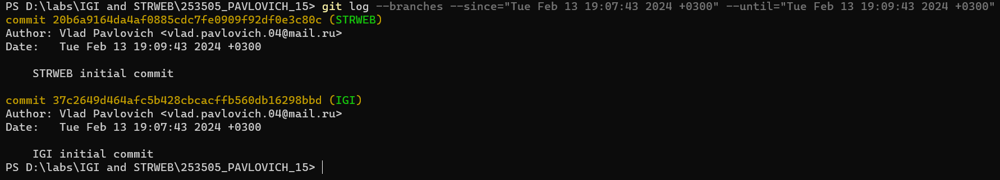 PS D:\labs\IGI and STRWEB\253505_PAVLOVICH_15> git log --branches --since="Tue Feb 13 19:07:43 2024 +0300" --until="Tue Feb 13 19:09:43 2024 +0300"
commit 20b6a9164da4af0885cdc7fe0909f92df0e3c80c (STRWEB)
Author: Vlad Pavlovich <vlad.pavlovich.04@mail.ru>
Date:   Tue Feb 13 19:09:43 2024 +0300
    STRWEB initial commit
commit 37c2649d464afc5b428cbcacffb560db16298bbd (IGI)
Author: Vlad Pavlovich <vlad.pavlovich.04@mail.ru>
Date:   Tue Feb 13 19:07:43 2024 +0300
    IGI initial commit
PS D:\labs\IGI and STRWEB\253505_PAVLOVICH_15>